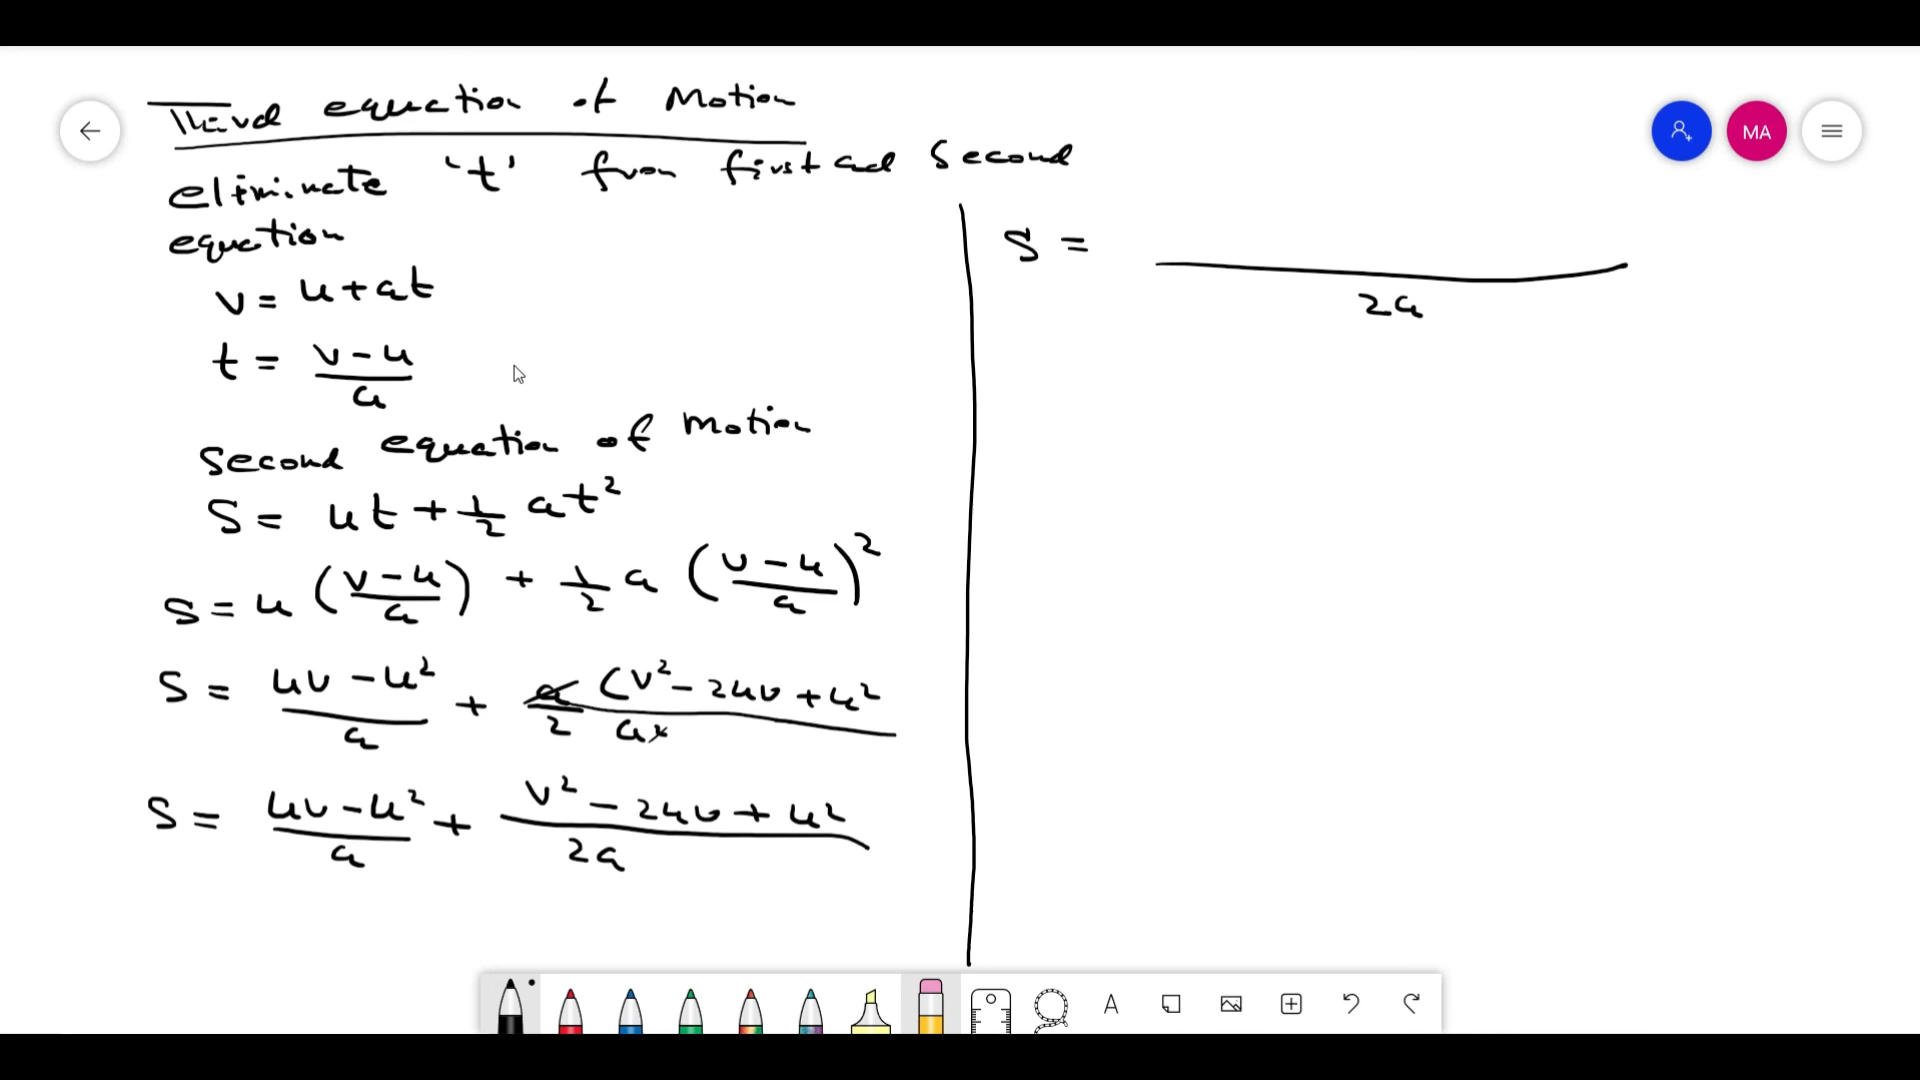 Third equation of Motion
eliminate 't' from first and Second
equation
v = u + at
t = (v - u)/a
Second equation of motion
S = ut + 1/2 at²
S = u ((v - u)/a) + 1/2 a ((v - u)/a)²
S = (uv - u²)/a + a/2 (v² - 2uv + u²/a²
S = (uv - u²)/a + (v² - 2uv + u²)/2a
S = ――/2a
MA
A